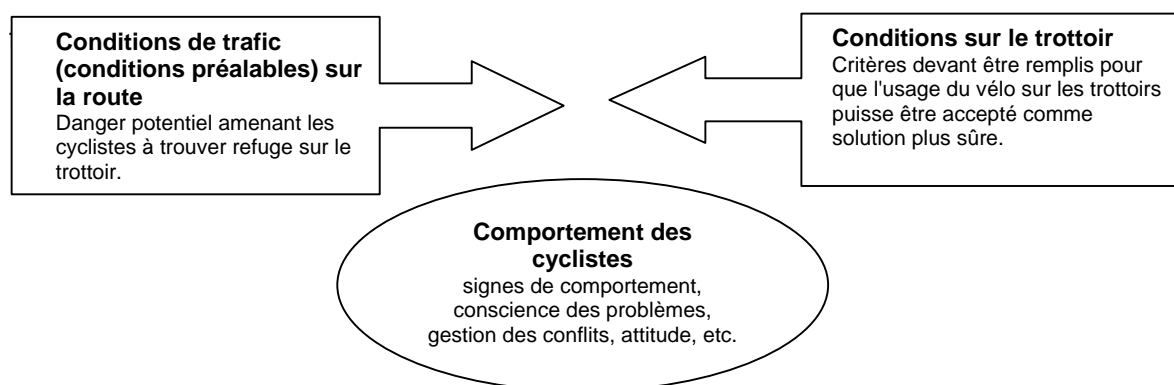 Conditions de trafic
(conditions préalables) sur
la route
Danger potentiel amenant les
cyclistes à trouver refuge sur le
trottoir.
Conditions sur le trottoir
Critères devant être remplis pour
que l'usage du vélo sur les trottoirs
puisse être accepté comme
solution plus sûre.
Comportement des
cyclistes
signes de comportement,
conscience des problèmes,
gestion des conflits, attitude, etc.